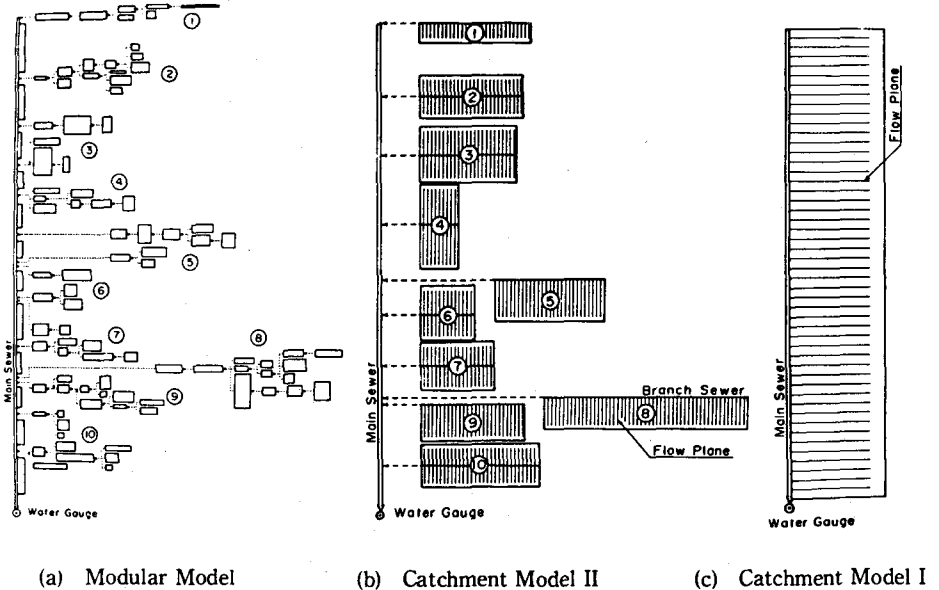 ①
②
③
④
⑤
⑥
⑦
⑧
⑨
⑩
Main Sewer
Water Gauge
(a) Modular Model
①
②
③
④
⑤
⑥
⑦
Branch Sewer
⑧
⑨
Flow Plane
⑩
Main Sewer
Water Gauge
(b) Catchment Model II
Flow Plane
Main Sewer
Water Gauge
(c) Catchment Model I